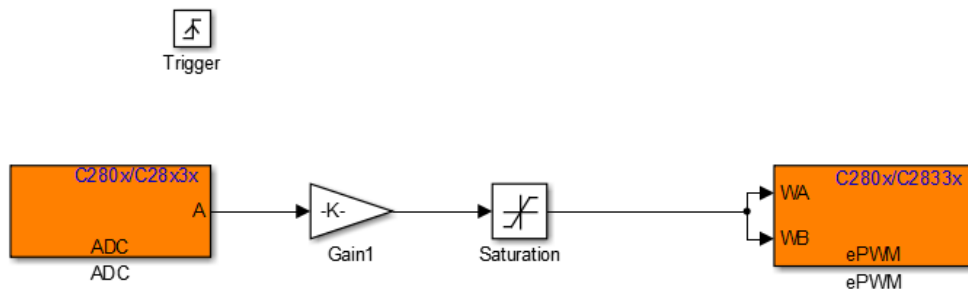 Trigger
C280x/C28x3x
A
ADC
ADC
-K-
Gain1
Saturation
C280x/C2833x
WA
WB
ePWM
ePWM